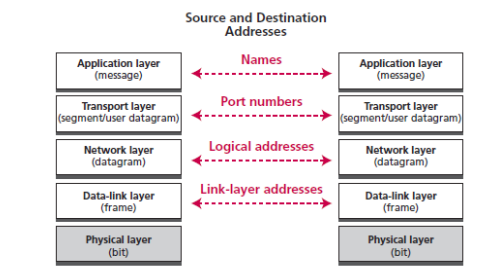 Source and Destination
Addresses
Names
Application layer
(message)
Application layer
(message)
Port numbers
Transport layer
(segment/user datagram)
Transport layer
(segment/user datagram)
Logical addresses
Network layer
(datagram)
Network layer
(datagram)
Link-layer addresses
Data-link layer
(frame)
Data-link layer
(frame)
Physical layer
(bit)
Physical layer
(bit)